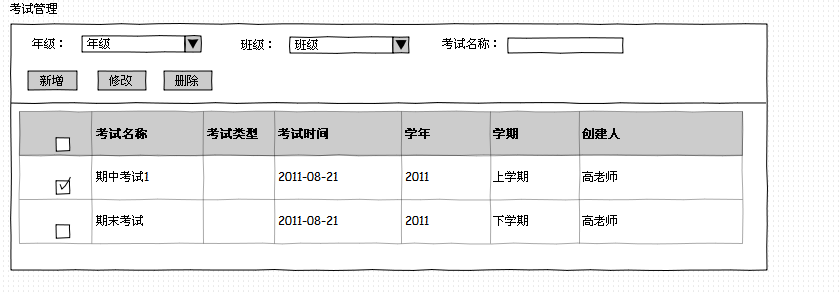 考试管理
年级： 年级 班级： 班级 考试名称：
新增 修改 删除
考试名称 考试类型 考试时间 学年 学期 创建人
期中考试1 2011-08-21 2011 上学期 高老师
期末考试 2011-08-21 2011 下学期 高老师